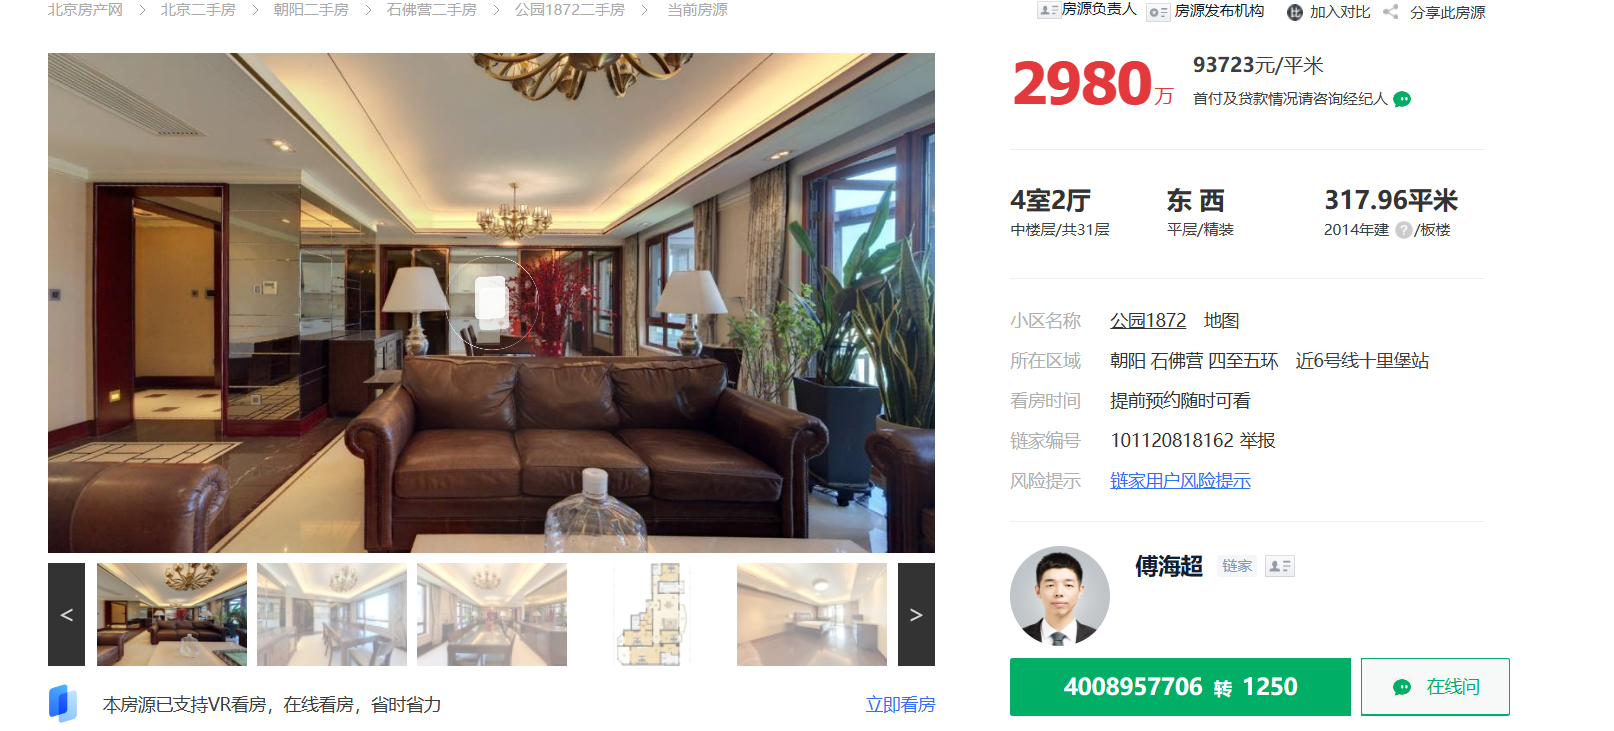 北京房产网 > 北京二手房 > 朝阳二手房 > 石佛营二手房 > 公园1872二手房 > 当前房源
房源负责人 房源发布机构 比 加入对比 分享此房源
2980万
93723元/平米
首付及贷款情况请咨询经纪人
4室2厅 东 西 317.96平米
中楼层/共31层 平层/精装 2014年建 ?/板楼
小区名称 公园1872 地图
所在区域 朝阳 石佛营 四至五环 近6号线十里堡站
看房时间 提前预约随时可看
链家编号 101120818162 举报
风险提示 链家用户风险提示
傅海超 链家
4008957706 转 1250 在线问
< >
本房源已支持VR看房，在线看房，省时省力 立即看房